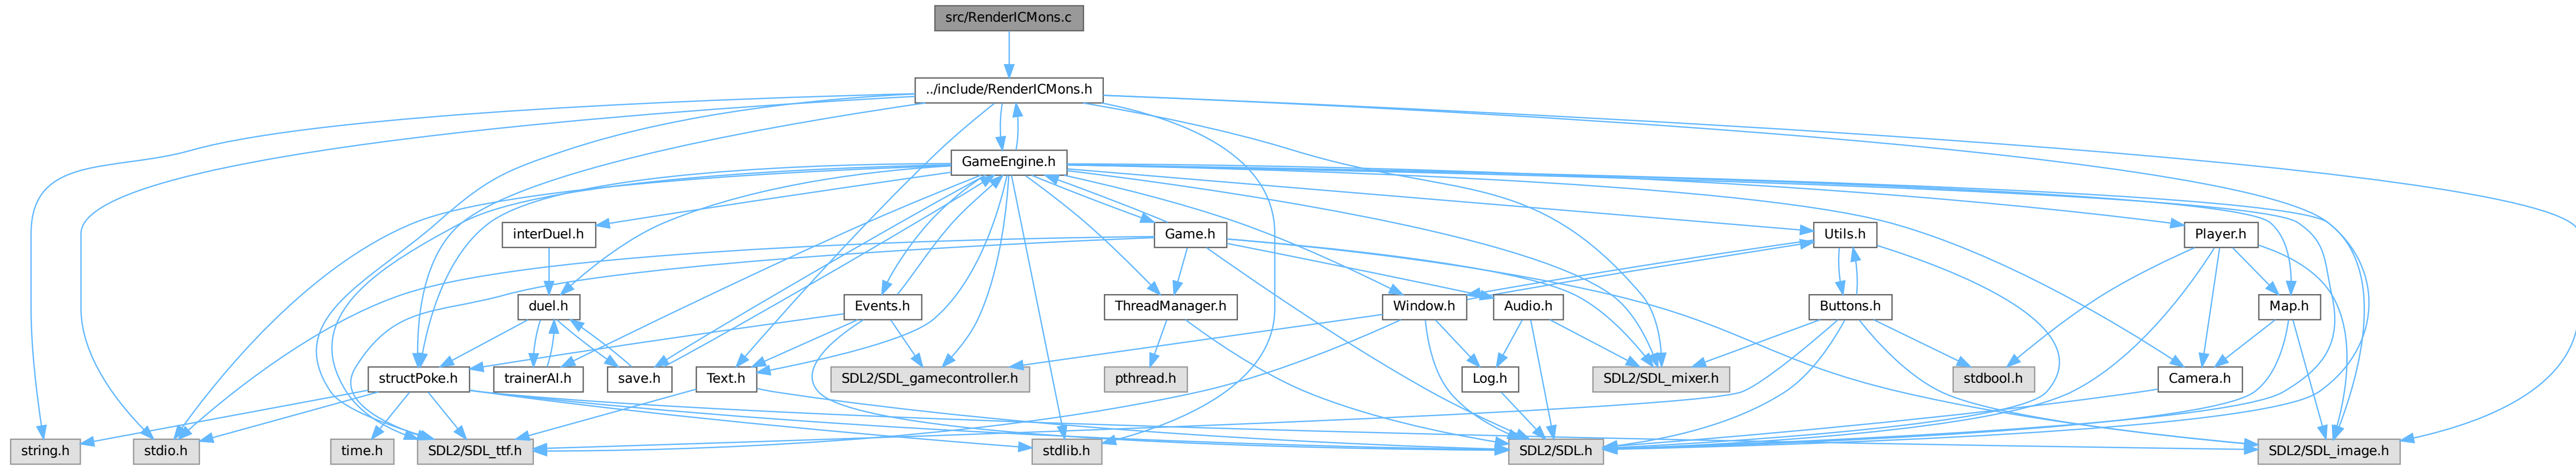 src/RenderICMons.c
../include/RenderICMons.h
GameEngine.h
interDuel.h
Game.h
Utils.h
Player.h
duel.h
Events.h
ThreadManager.h
Window.h
Audio.h
Buttons.h
Map.h
structPoke.h
trainerAI.h
save.h
Text.h
SDL2/SDL_gamecontroller.h
pthread.h
Log.h
SDL2/SDL_mixer.h
stdbool.h
Camera.h
string.h
stdio.h
time.h
SDL2/SDL_ttf.h
stdlib.h
SDL2/SDL.h
SDL2/SDL_image.h